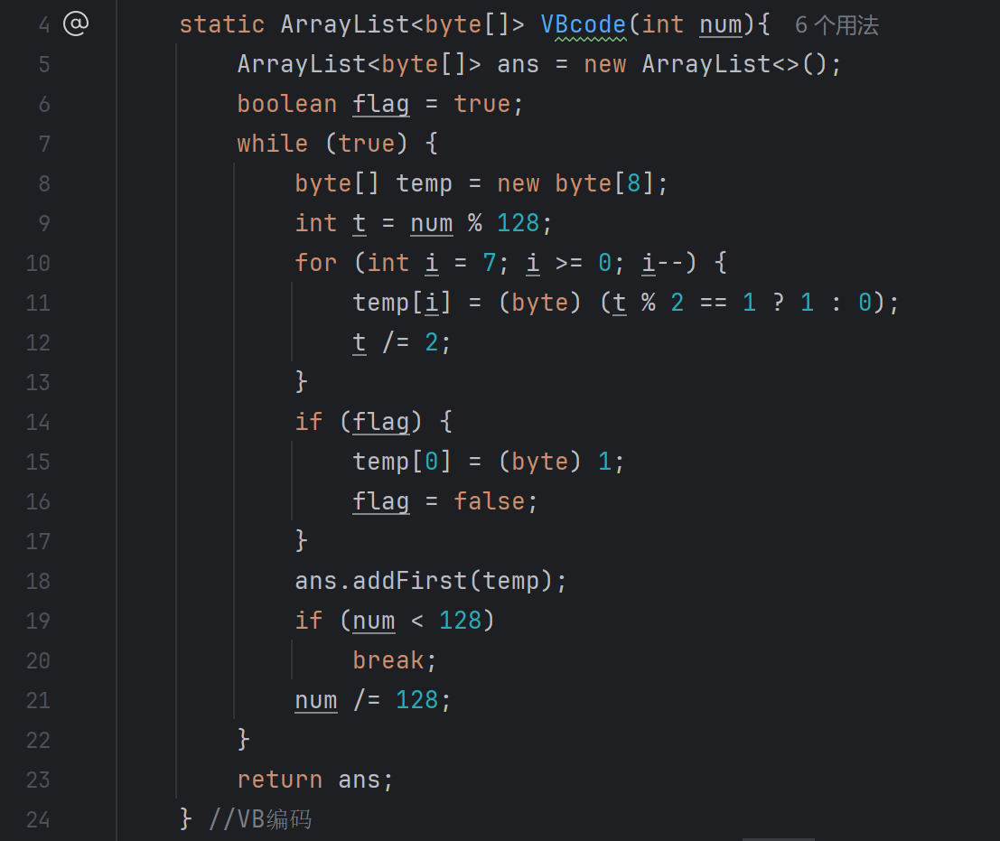 4 @ static ArrayList<byte[]> VBcode(int num){ 6 个用法
5 ArrayList<byte[]> ans = new ArrayList<>();
6 boolean flag = true;
7 while (true) {
8 byte[] temp = new byte[8];
9 int t = num % 128;
10 for (int i = 7; i >= 0; i--) {
11 temp[i] = (byte) (t % 2 == 1 ? 1 : 0);
12 t /= 2;
13 }
14 if (flag) {
15 temp[0] = (byte) 1;
16 flag = false;
17 }
18 ans.addFirst(temp);
19 if (num < 128)
20 break;
21 num /= 128;
22 }
23 return ans;
24 } //VB编码